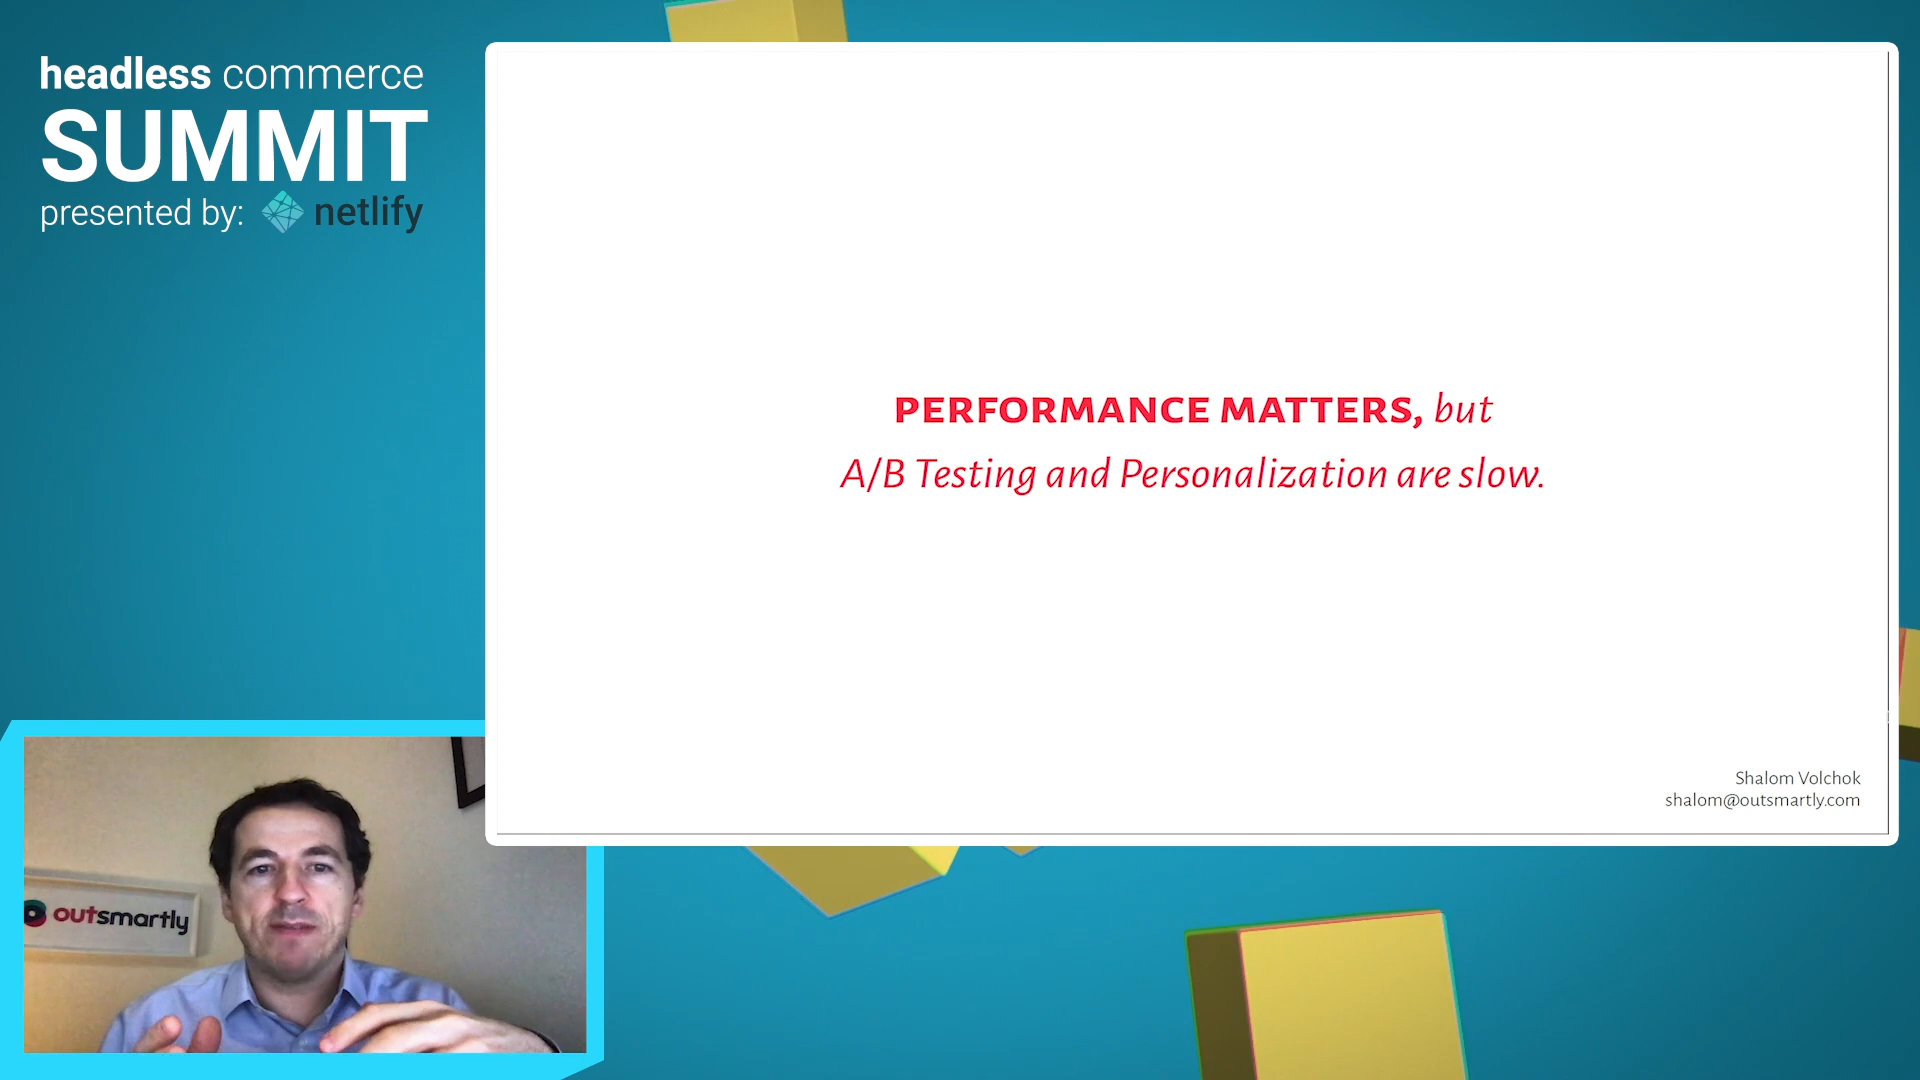 headless commerce
SUMMIT
presented by: netlify
PERFORMANCE MATTERS, but
A/B Testing and Personalization are slow.
Shalom Volchok
shalom@outsmartly.com
outsmartly